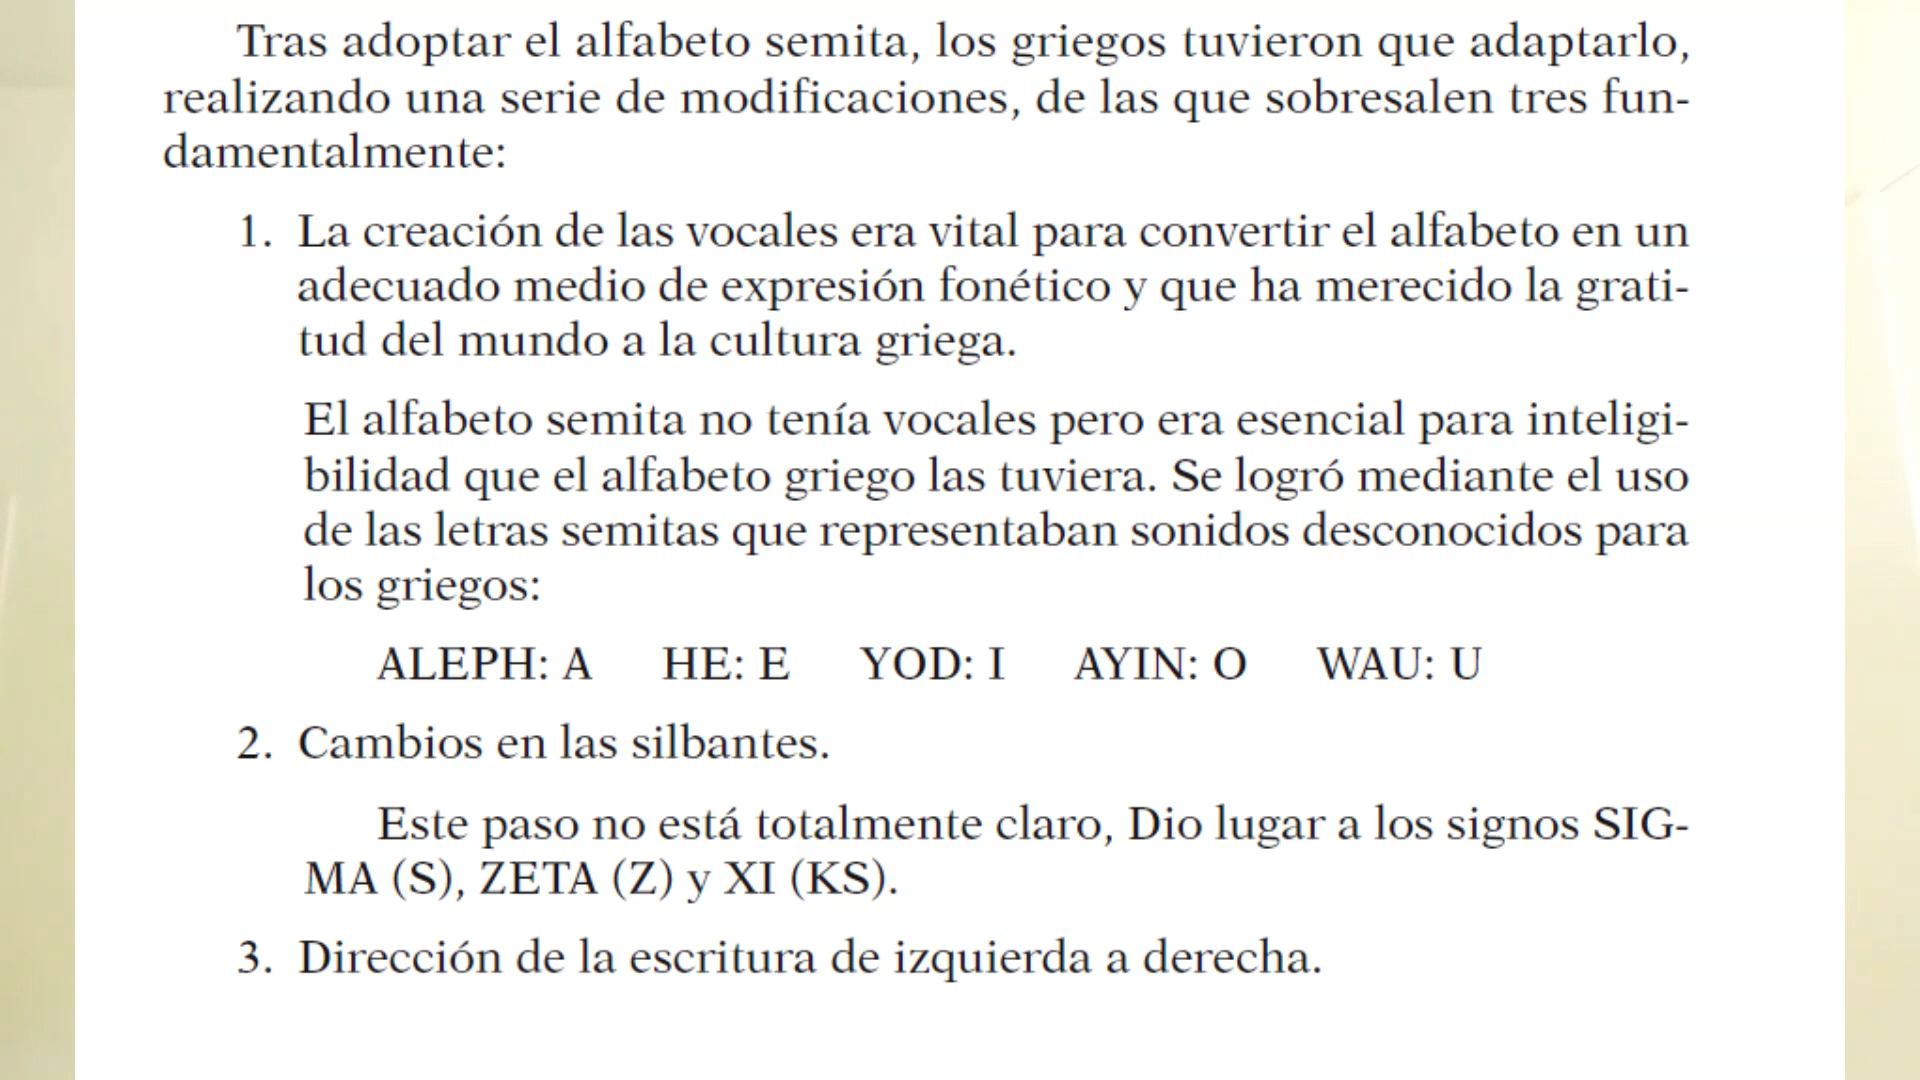 Tras adoptar el alfabeto semita, los griegos tuvieron que adaptarlo,
realizando una serie de modificaciones, de las que sobresalen tres fun-
damentalmente:
1. La creación de las vocales era vital para convertir el alfabeto en un
adecuado medio de expresión fonético y que ha merecido la grati-
tud del mundo a la cultura griega.
El alfabeto semita no tenía vocales pero era esencial para inteligi-
bilidad que el alfabeto griego las tuviera. Se logró mediante el uso
de las letras semitas que representaban sonidos desconocidos para
los griegos:
ALEPH: A HE: E YOD: I AYIN: O WAU: U
2. Cambios en las silbantes.
Este paso no está totalmente claro, Dio lugar a los signos SIG-
MA (S), ZETA (Z) y XI (KS).
3. Dirección de la escritura de izquierda a derecha.